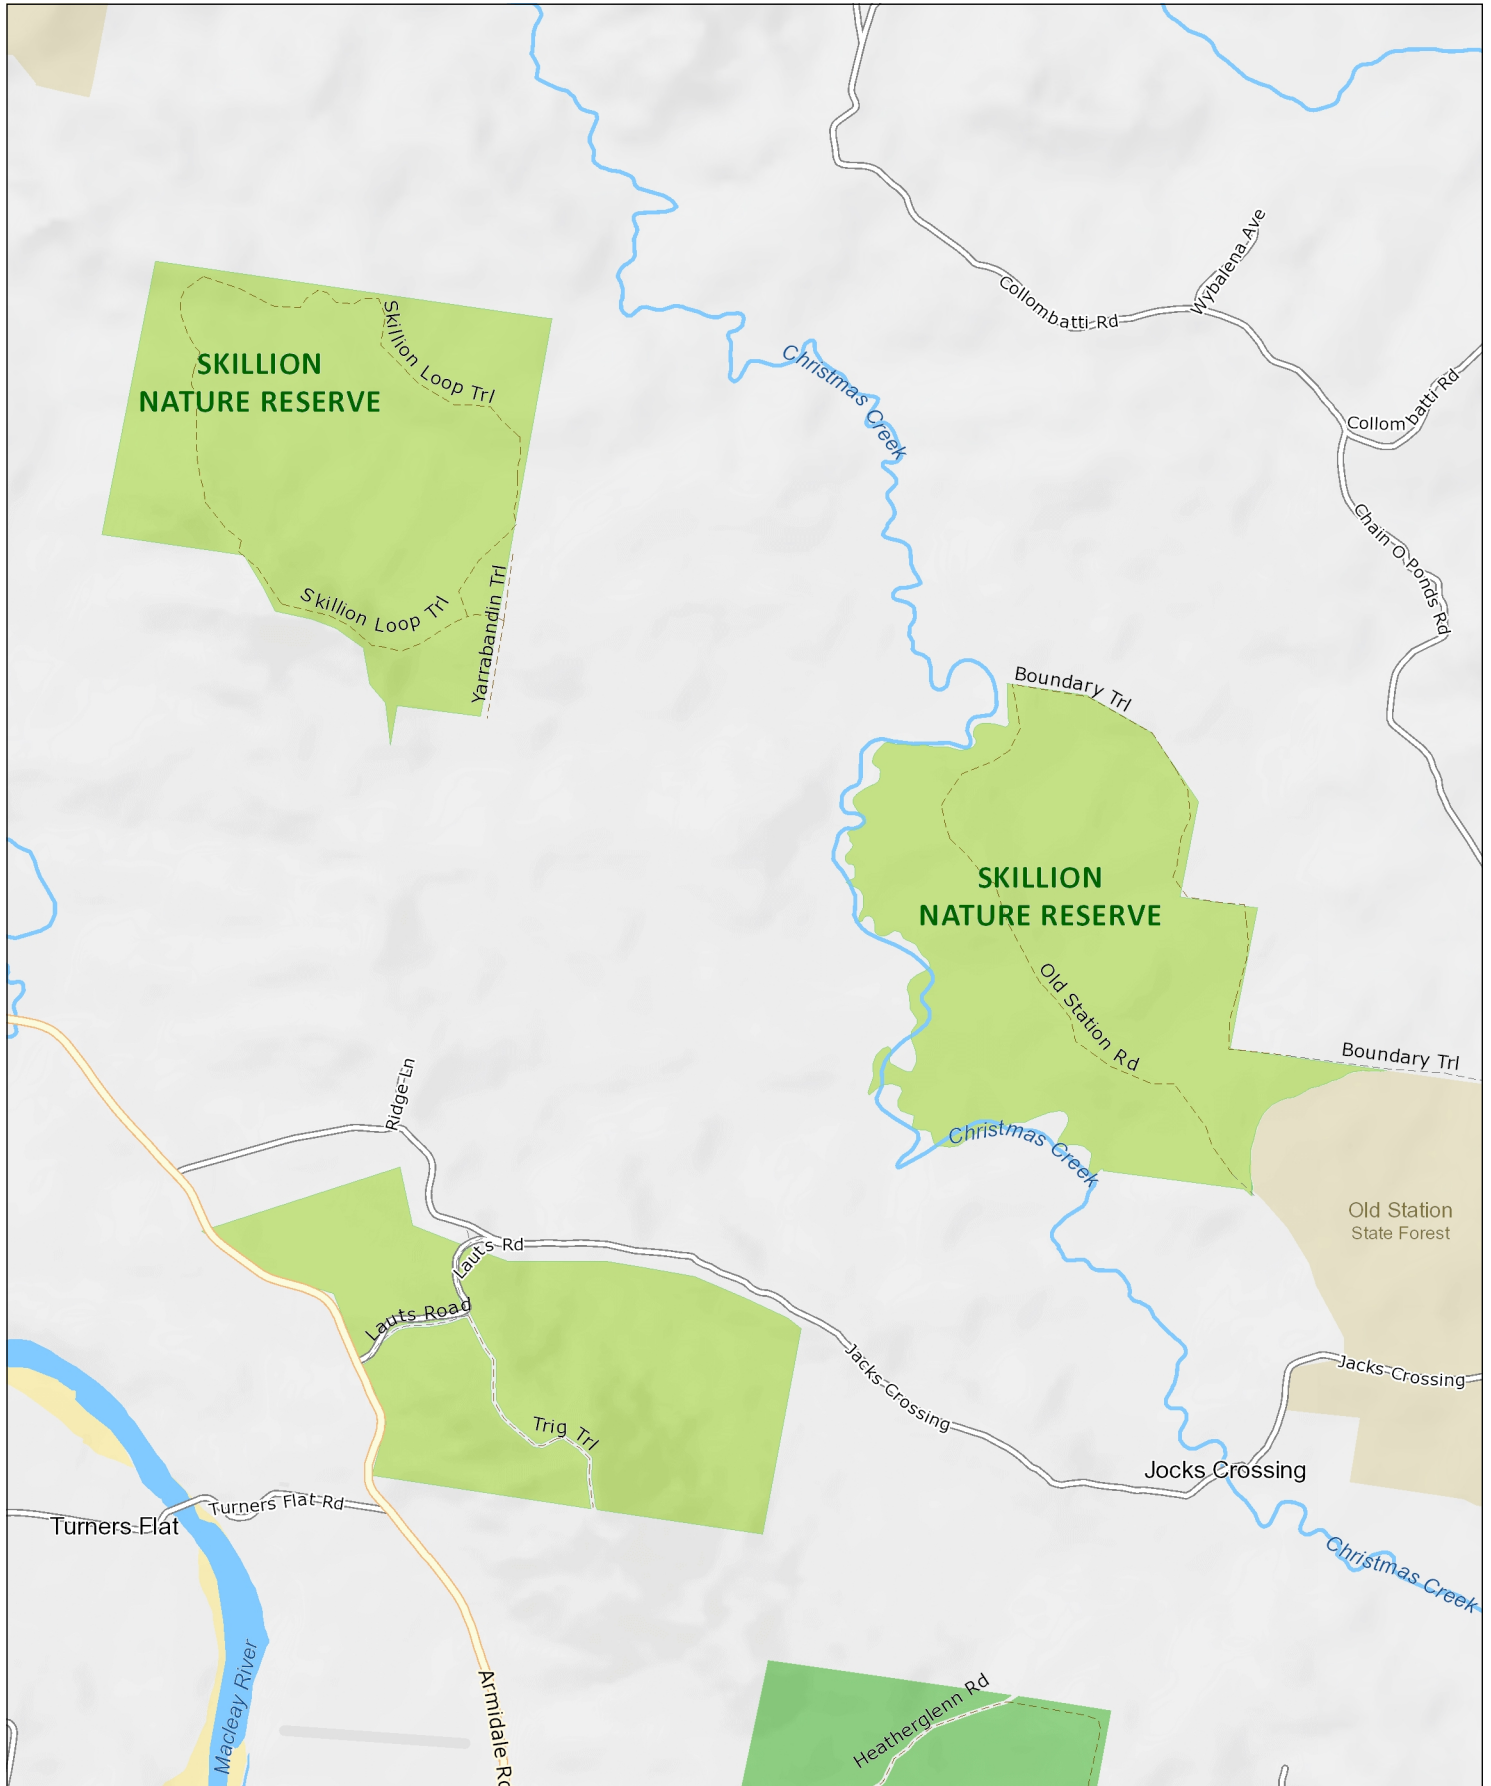 Wybalena Ave
Collombatti Rd
Skillion Loop Trl
SKILLION
NATURE RESERVE
Christmas Creek
Collombatti Rd
Chain O Ponds Rd
Skillion Loop Trl
Yarrabandin Trl
Boundary Trl
SKILLION
NATURE RESERVE
Old Station Rd
Boundary Trl
Ridge Ln
Christmas Creek
Old Station
State Forest
Lauts Rd
Lauts Road
Jacks Crossing
Jacks Crossing
Trig Trl
Jocks Crossing
Turners Flat Rd
Turners Flat
Christmas Creek
Macleay River
Armidale Rd
Heatherglenn Rd